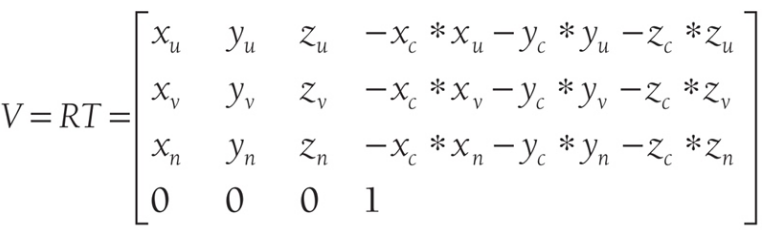 V = RT =
x_u y_u z_u −x_c * x_u − y_c * y_u − z_c * z_u
x_v y_v z_v −x_c * x_v − y_c * y_v − z_c * z_v
x_n y_n z_n −x_c * x_n − y_c * y_n − z_c * z_n
0 0 0 1